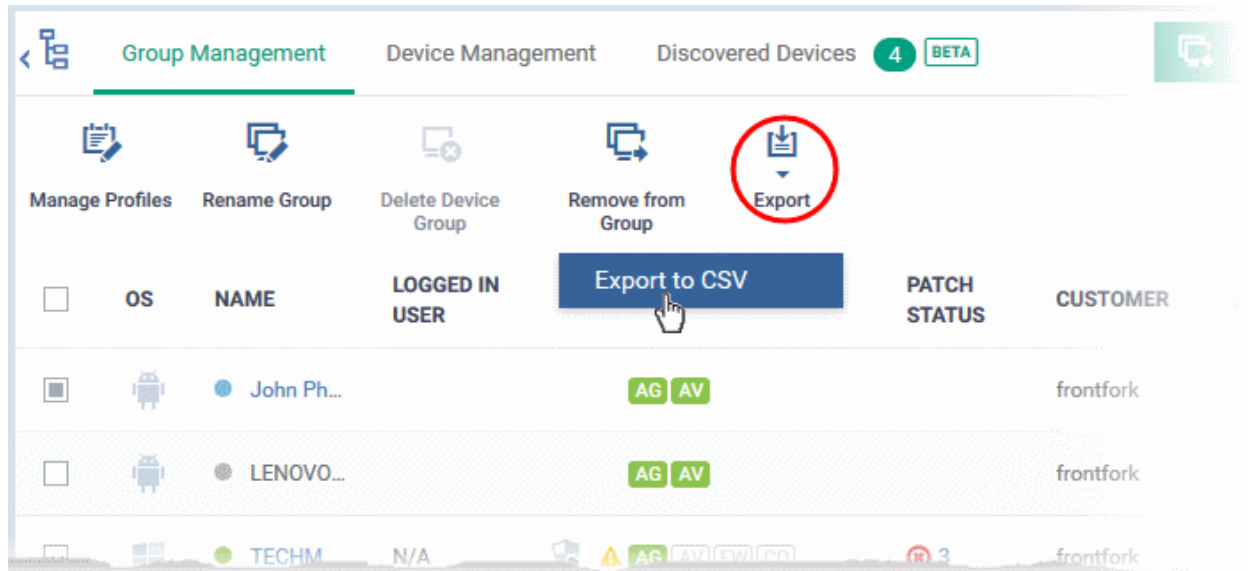 Group Management Device Management Discovered Devices 4 BETA
Manage Profiles Rename Group Delete Device Group Remove from Group Export
Export to CSV
OS NAME LOGGED IN USER PATCH STATUS CUSTOMER
John Ph... AG AV frontfork
LENOVO... AG AV frontfork
TECHM N/A AG AV FW CO 3 frontfork